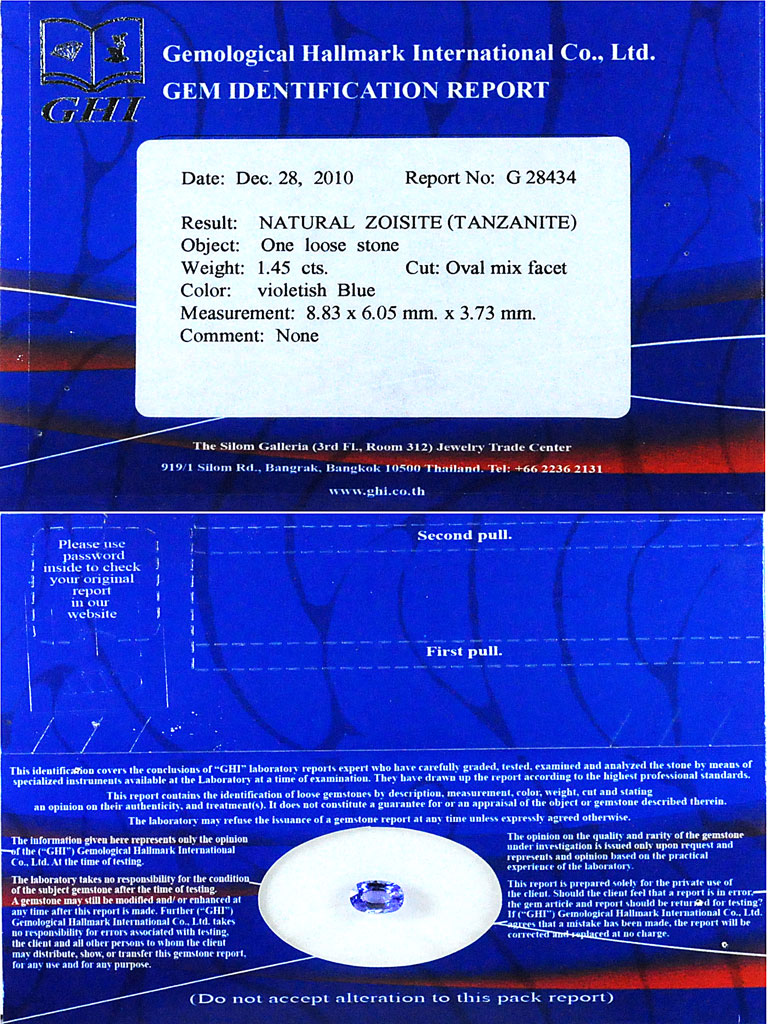 GHI
Gemological Hallmark International Co., Ltd.
GEM IDENTIFICATION REPORT
Date: Dec. 28, 2010 Report No: G 28434
Result: NATURAL ZOISITE (TANZANITE)
Object: One loose stone
Weight: 1.45 cts. Cut: Oval mix facet
Color: violetish Blue
Measurement: 8.83 x 6.05 mm. x 3.73 mm.
Comment: None
The Silom Galleria (3rd Fl., Room 312) Jewelry Trade Center
919/1 Silom Rd., Bangrak, Bangkok 10500 Thailand. Tel: +66 2236 2131
www.ghi.co.th
Please use
password
inside to check
your original
report
in our
website
Second pull.
First pull.
This identification covers the conclusions of “GHI” laboratory reports expert who have carefully graded, tested, examined and analyzed the stone by means of
specialized instruments available at the Laboratory at a time of examination. They have drawn up the report according to the highest professional standards.
This report contains the identification of loose gemstones by description, measurement, color, weight, cut and stating
an opinion on their authenticity, and treatment(s). It does not constitute a guarantee for or an appraisal of the object or gemstone described therein.
The laboratory may refuse the issuance of a gemstone report at any time unless expressly agreed otherwise.
The information given here represents only the opinion
of the (“GHI”) Gemological Hallmark International
Co., Ltd. At the time of testing.
The laboratory takes no responsibility for the condition
of the subject gemstone after the time of testing.
A gemstone may still be modified and/ or enhanced at
any time after this report is made. Further (“GHI”)
Gemological Hallmark International Co., Ltd. takes
no responsibility for errors associated with testing,
the client and all other persons to whom the client
may distribute, show, or transfer this gemstone report,
for any use and for any purpose.
The opinion on the quality and rarity of the gemstone
under investigation is issued only upon request and
represents and opinion based on the practical
experience of the laboratory.
This report is prepared solely for the private use of
the client. Should the client feel that a report is in error,
the gem article and report should be returned for testing?
If (“GHI”) Gemological Hallmark International Co., Ltd.
agrees that a mistake has been made, the report will be
corrected and replaced at no charge.
(Do not accept alteration to this pack report)